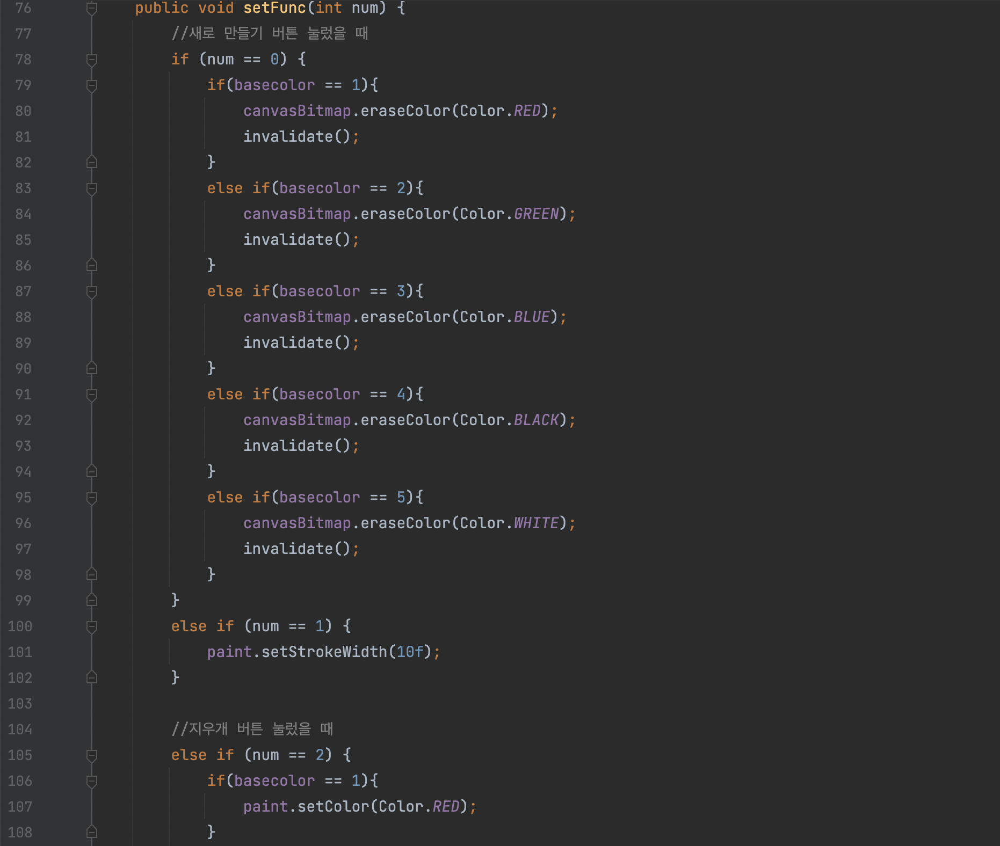 76 public void setFunc(int num) {
77 //새로 만들기 버튼 눌렀을 때
78 if (num == 0) {
79 if(basecolor == 1){
80 canvasBitmap.eraseColor(Color.RED);
81 invalidate();
82 }
83 else if(basecolor == 2){
84 canvasBitmap.eraseColor(Color.GREEN);
85 invalidate();
86 }
87 else if(basecolor == 3){
88 canvasBitmap.eraseColor(Color.BLUE);
89 invalidate();
90 }
91 else if(basecolor == 4){
92 canvasBitmap.eraseColor(Color.BLACK);
93 invalidate();
94 }
95 else if(basecolor == 5){
96 canvasBitmap.eraseColor(Color.WHITE);
97 invalidate();
98 }
99 }
100 else if (num == 1) {
101 paint.setStrokeWidth(10f);
102 }
103
104 //지우개 버튼 눌렀을 때
105 else if (num == 2) {
106 if(basecolor == 1){
107 paint.setColor(Color.RED);
108 }